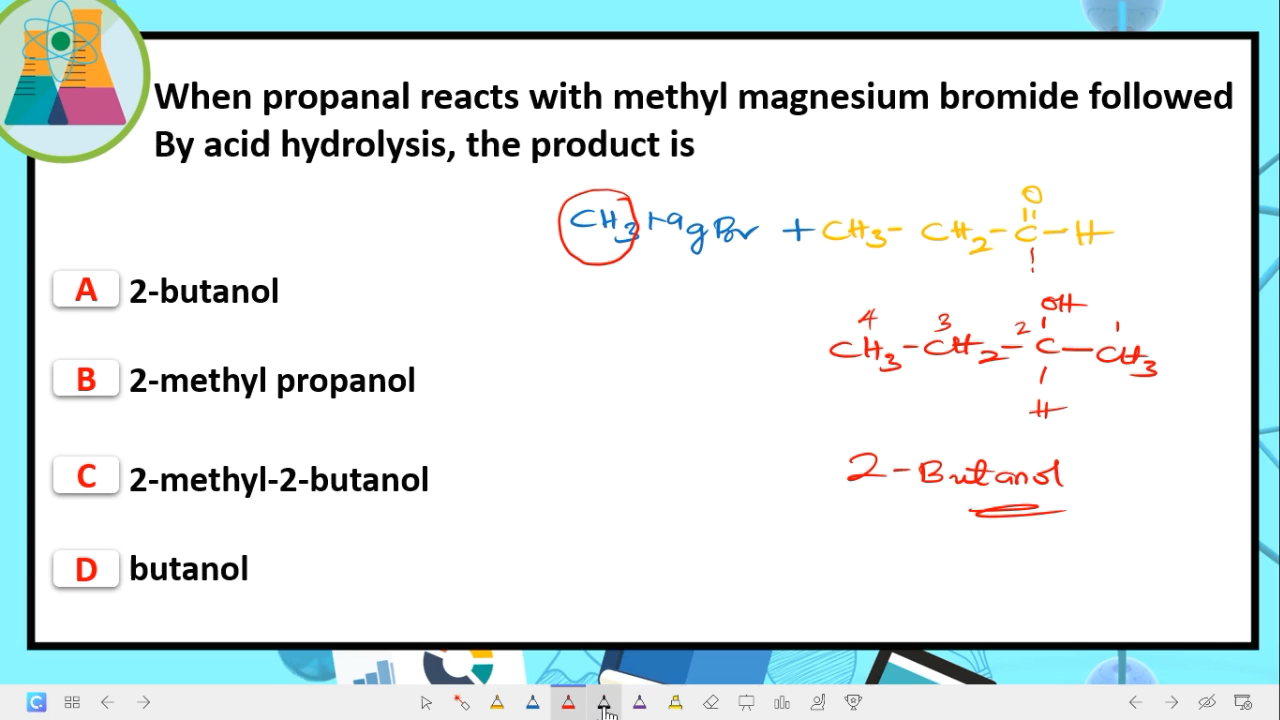 When propanal reacts with methyl magnesium bromide followed
By acid hydrolysis, the product is
CH3MgBr + CH3- CH2-C-H
O
A 2-butanol
OH
4 3 2 1
CH3-CH2-C-CH3
H
B 2-methyl propanol
C 2-methyl-2-butanol
2-Butanol
D butanol